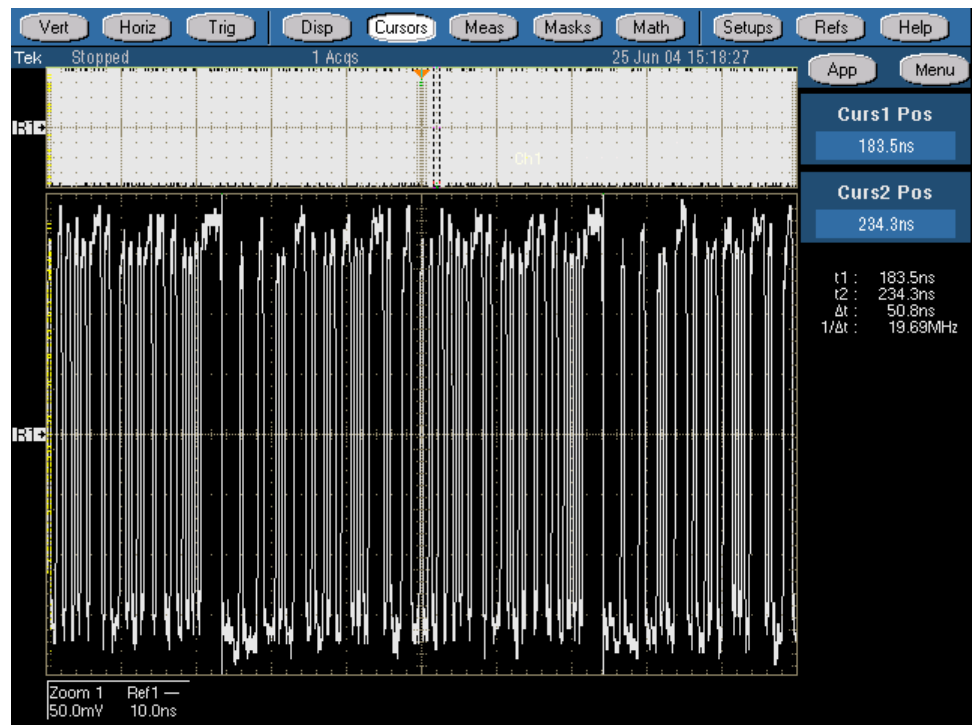 Vert Horiz Trig Disp Cursors Meas Masks Math Setups Refs Help
Tek Stopped 1 Acqs 25 Jun 04 15:18:27
App Menu
Curs1 Pos
183.5ns
Curs2 Pos
234.3ns
t1 : 183.5ns
t2 : 234.3ns
Δt : 50.8ns
1/Δt : 19.69MHz
R1
Ch1
R1
Zoom 1 Ref1
50.0mV 10.0ns